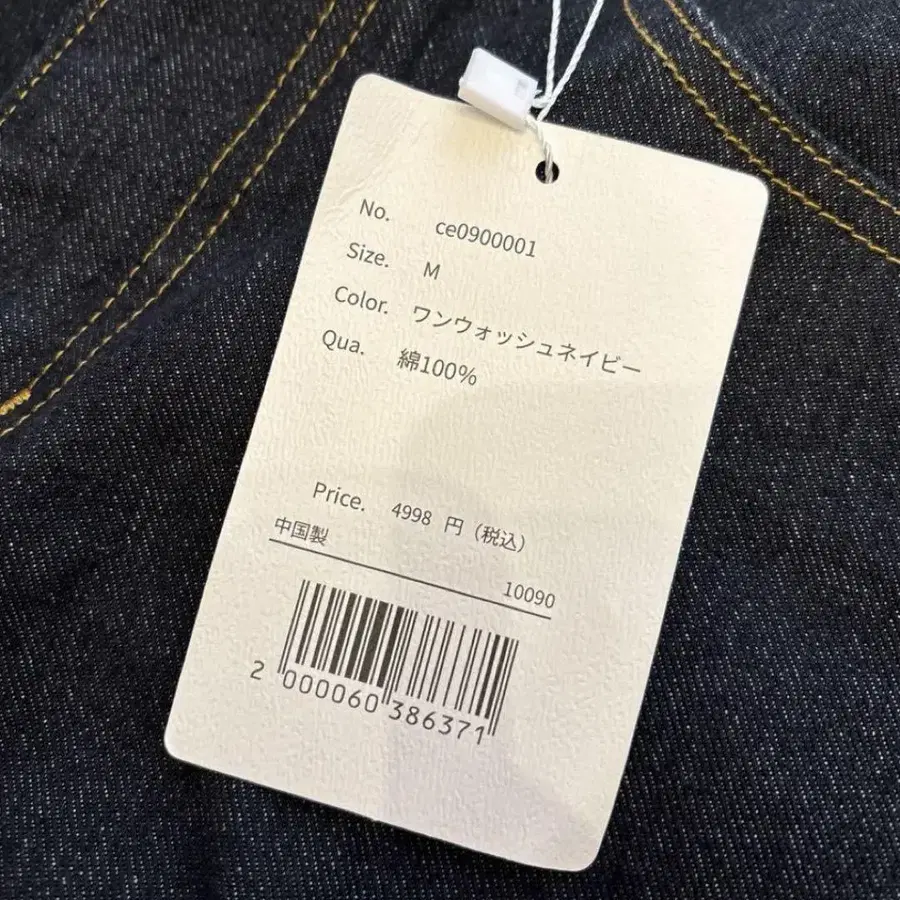 No. ce0900001
Size. M
Color. ワンウォッシュネイビー
Qua. 綿100%
Price. 4998 円（税込）
中国製
10090
2 000060 386371